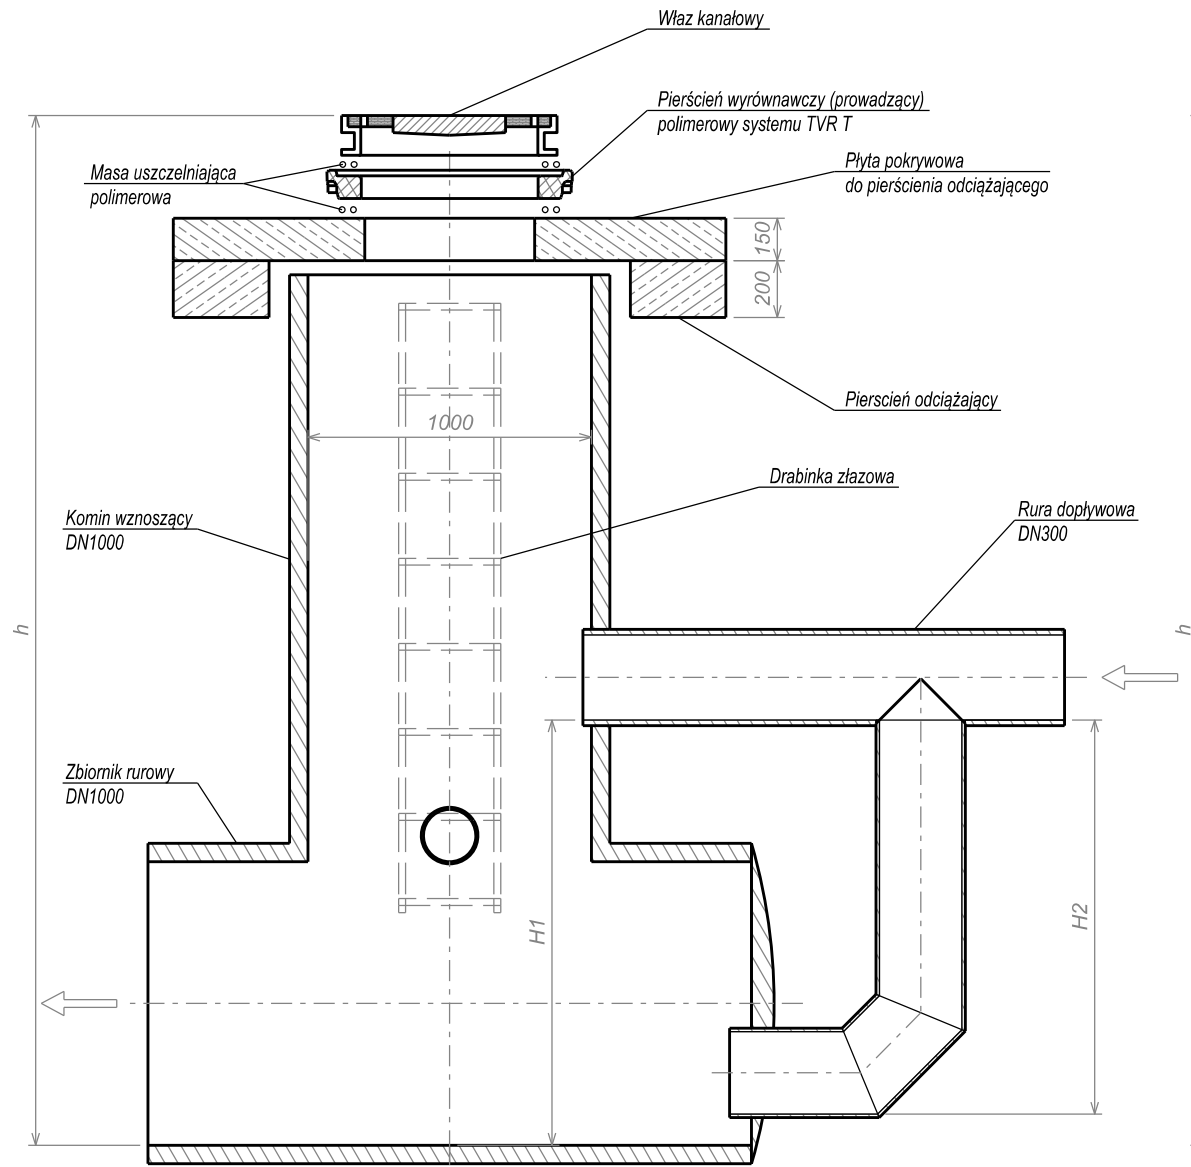 Właz kanałowy
Pierścień wyrównawczy (prowadzący)
polimerowy systemu TVR T
Masa uszczelniająca
polimerowa
Płyta pokrywowa
do pierścienia odciążającego
150
200
Pierscień odciążający
1000
Drabinka złazowa
Rura dopływowa
DN300
Komin wznoszący
DN1000
h
h
Zbiornik rurowy
DN1000
H1
H2